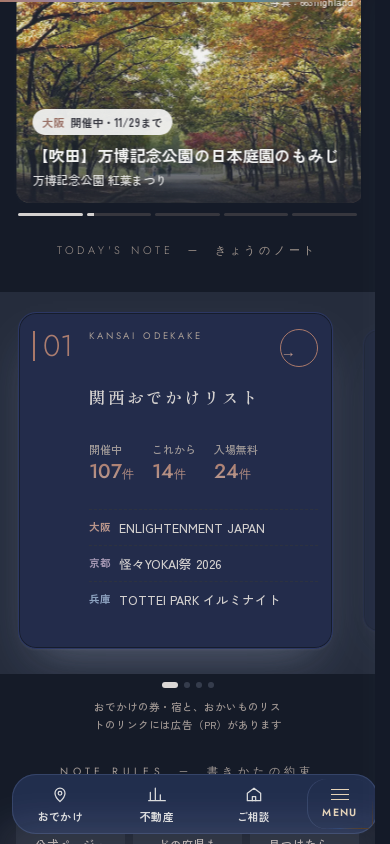 大阪 開催中・11/29まで
【吹田】万博記念公園の日本庭園のもみじ
万博記念公園 紅葉まつり
TODAY'S NOTE — きょうのノート
01
KANSAI ODEKAKE
→
関西おでかけリスト
開催中 これから 入場無料
107件 14件 24件
大阪 ENLIGHTENMENT JAPAN
京都 怪々YOKAI祭 2026
兵庫 TOTTEI PARK イルミナイト
おでかけの券・宿と、おかいものリス
トのリンクには広告（PR）があります
NOTE RULES — 書きかたの約束
おでかけ 不動産 ご相談 MENU